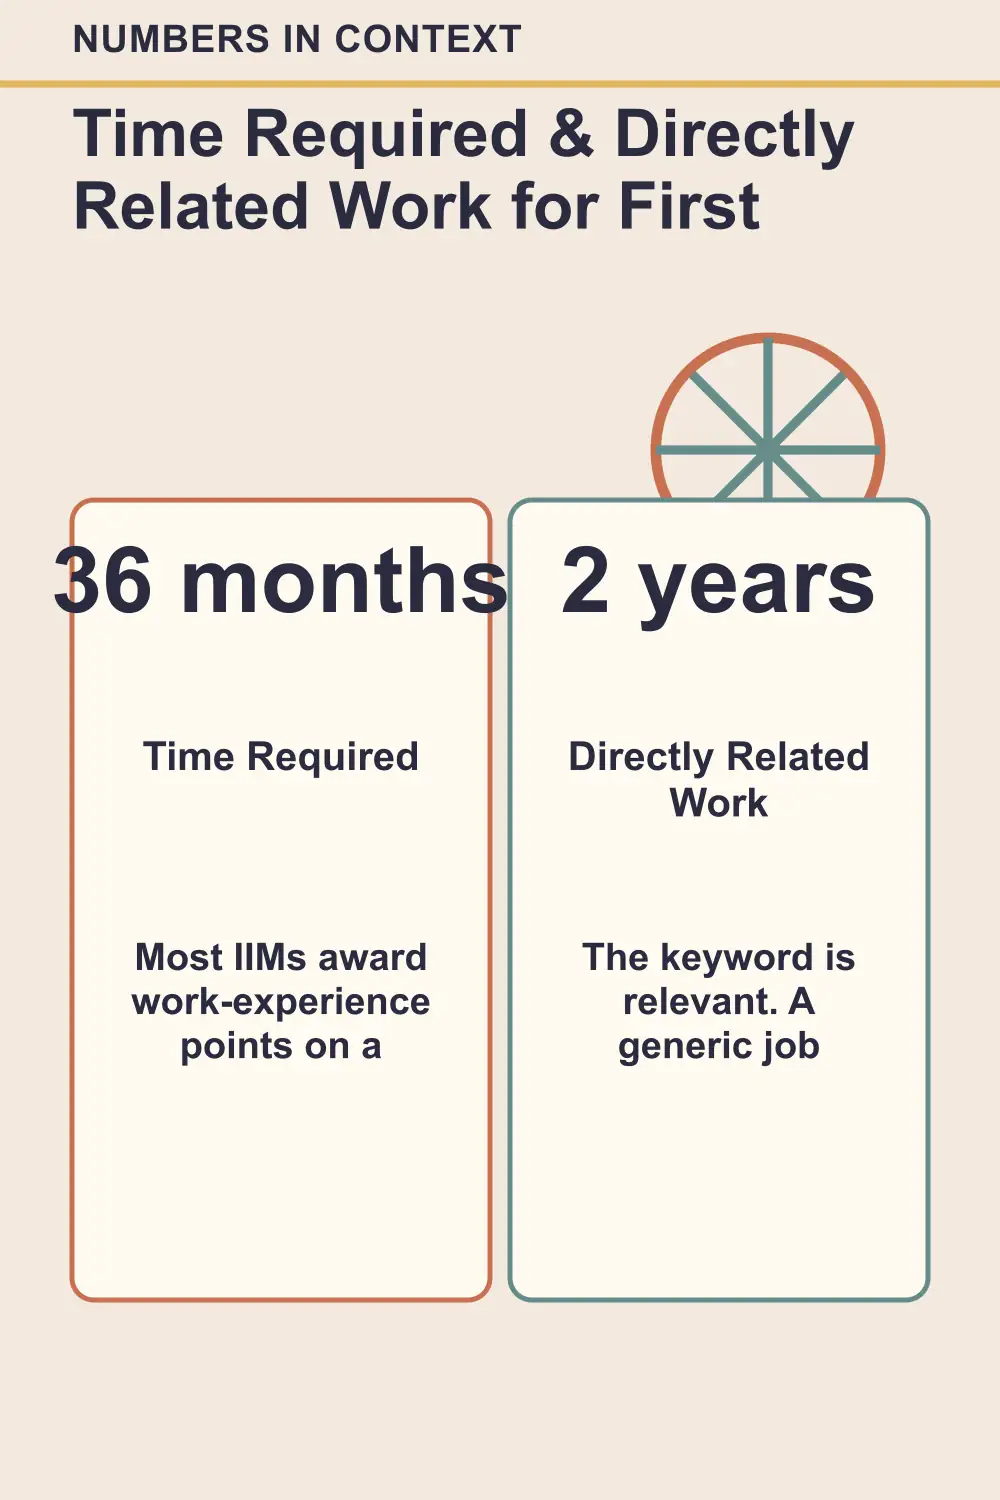 NUMBERS IN CONTEXT
Time Required & Directly
Related Work for First
36 months
Time Required
Most IIMs award
work-experience
points on a
2 years
Directly Related
Work
The keyword is
relevant. A
generic job